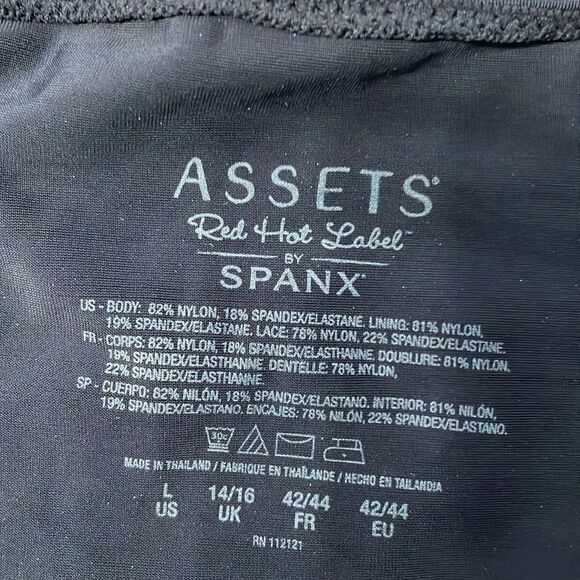 ASSETS®
Red Hot Label™
BY
SPANX®
US - BODY: 82% NYLON, 18% SPANDEX/ELASTANE. LINING: 81% NYLON,
19% SPANDEX/ELASTANE. LACE: 78% NYLON, 22% SPANDEX/ELASTANE.
FR - CORPS: 82% NYLON, 18% SPANDEX/ELASTHANNE. DOUBLURE: 81% NYLON,
19% SPANDEX/ELASTHANNE. DENTELLE: 78% NYLON,
22% SPANDEX/ELASTHANNE.
SP - CUERPO: 82% NILÓN, 18% SPANDEX/ELASTANO. INTERIOR: 81% NILÓN,
19% SPANDEX/ELASTANO. ENCAJES: 78% NILÓN, 22% SPANDEX/ELASTANO.
30c
MADE IN THAILAND / FABRIQUE EN THAÏLANDE / HECHO EN TAILANDIA
L 14/16 42/44 42/44
US UK FR EU
RN 112121